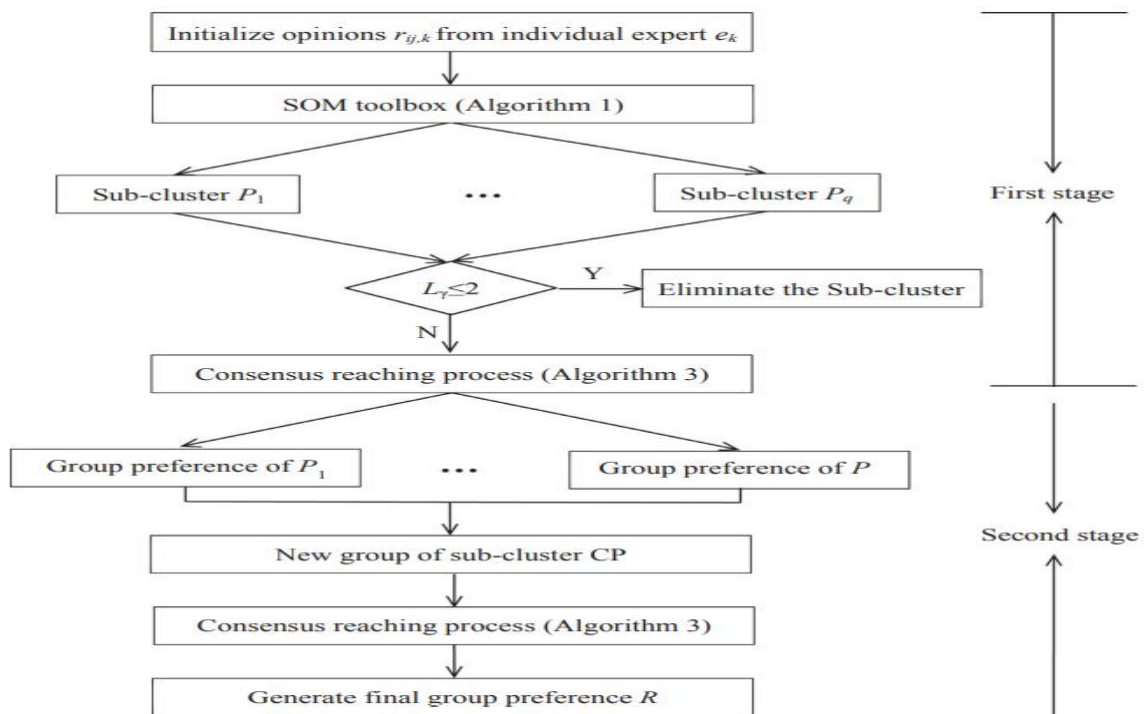 Initialize opinions r_{ij,k} from individual expert e_k
SOM toolbox (Algorithm 1)
Sub-cluster P_1
...
Sub-cluster P_q
First stage
L_γ≤2
Y
Eliminate the Sub-cluster
N
Consensus reaching process (Algorithm 3)
Group preference of P_1
...
Group preference of P
Second stage
New group of sub-cluster CP
Consensus reaching process (Algorithm 3)
Generate final group preference R